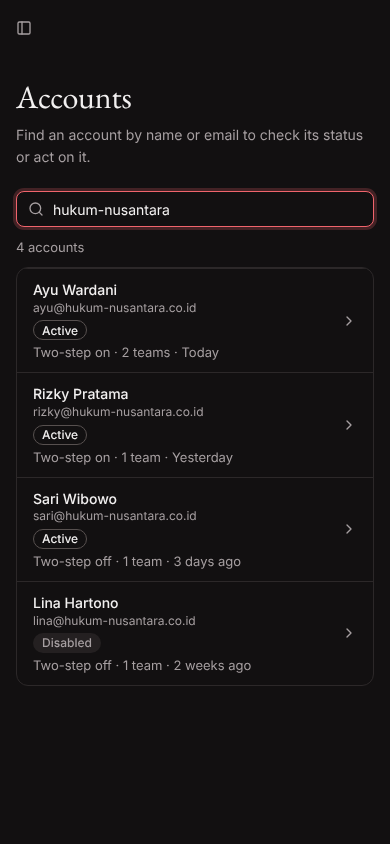 Accounts
Find an account by name or email to check its status
or act on it.
hukum-nusantara
4 accounts
Ayu Wardani
ayu@hukum-nusantara.co.id
Active
Two-step on · 2 teams · Today
Rizky Pratama
rizky@hukum-nusantara.co.id
Active
Two-step on · 1 team · Yesterday
Sari Wibowo
sari@hukum-nusantara.co.id
Active
Two-step off · 1 team · 3 days ago
Lina Hartono
lina@hukum-nusantara.co.id
Disabled
Two-step off · 1 team · 2 weeks ago